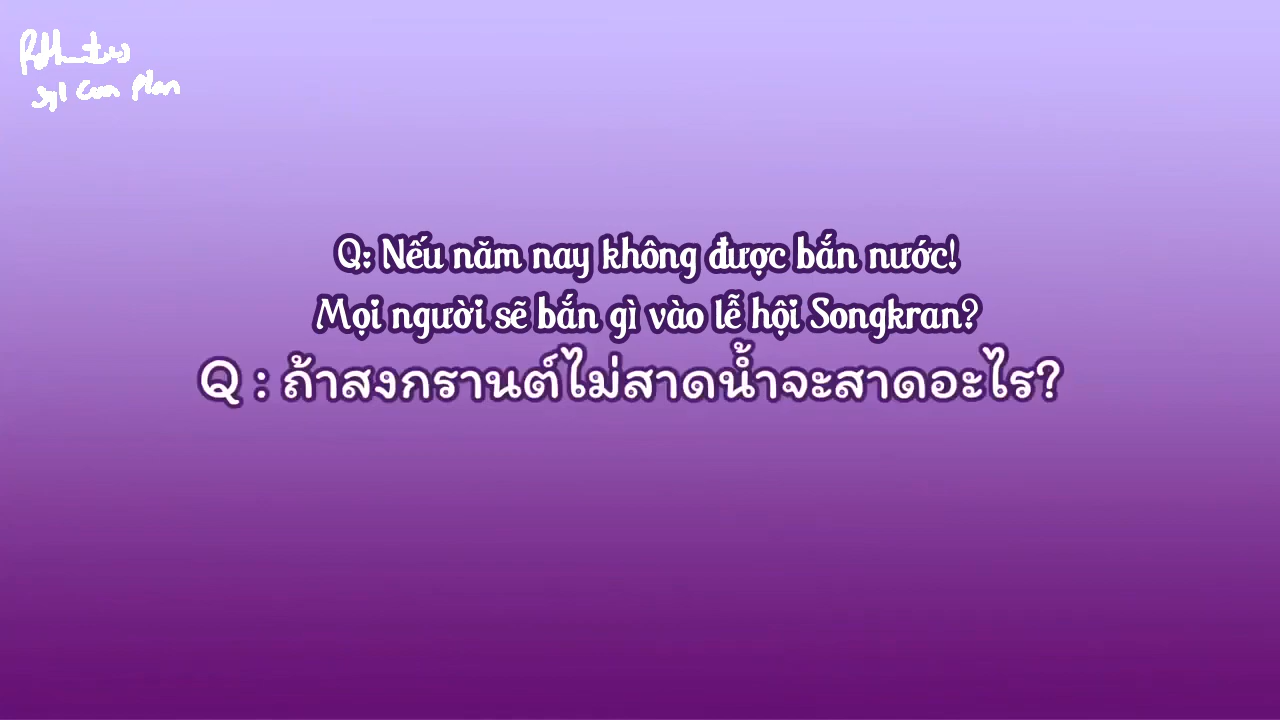 Q: Nếu năm nay không được bắn nước!
Mọi người sẽ bắn gì vào lễ hội Songkran?
Q : ถ้าสงกรานต์ไม่สาดน้ำจะสาดอะไร?